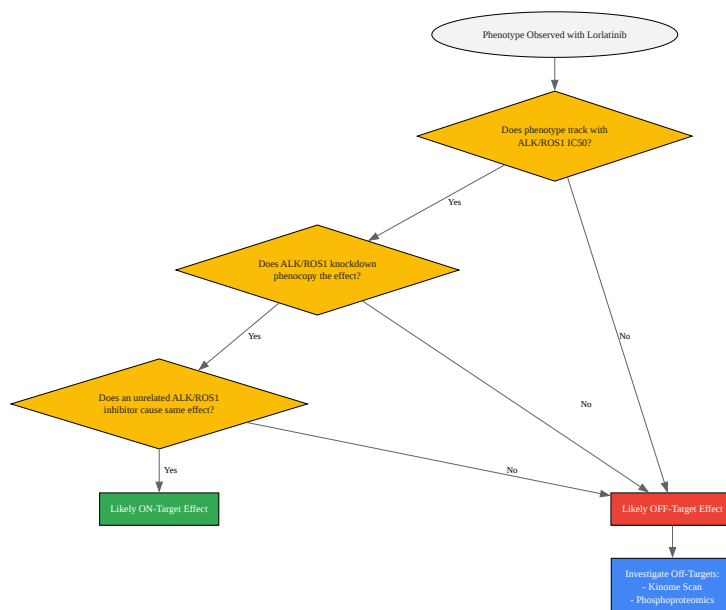 Phenotype Observed with Lorlatinib
Does phenotype track with
ALK/ROS1 IC50?
Yes
Does ALK/ROS1 knockdown
phenocopy the effect?
No
Yes
Does an unrelated ALK/ROS1
inhibitor cause same effect?
No
Yes
No
Likely ON-Target Effect
Likely OFF-Target Effect
Investigate Off-Targets:
- Kinome Scan
- Phosphoproteomics